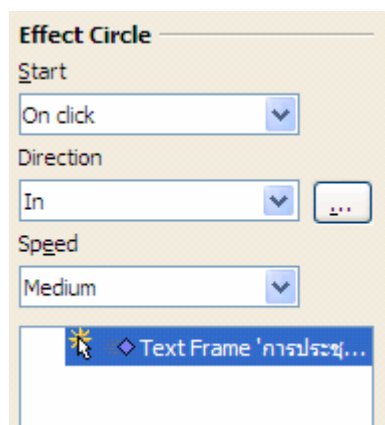 Effect Circle
Start
On click
Direction
In
...
Speed
Medium
Text Frame 'การประชุ...